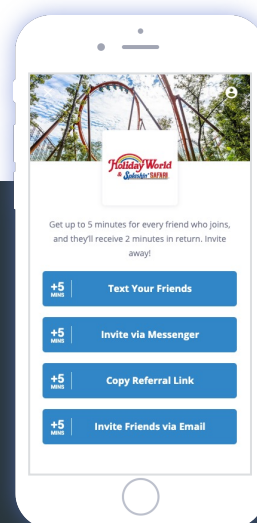 Holiday World
& Splashin' SAFARI
Get up to 5 minutes for every friend who joins,
and they'll receive 2 minutes in return. Invite
away!
+5
MINS
Text Your Friends
+5
MINS
Invite via Messenger
+5
MINS
Copy Referral Link
+5
MINS
Invite Friends via Email